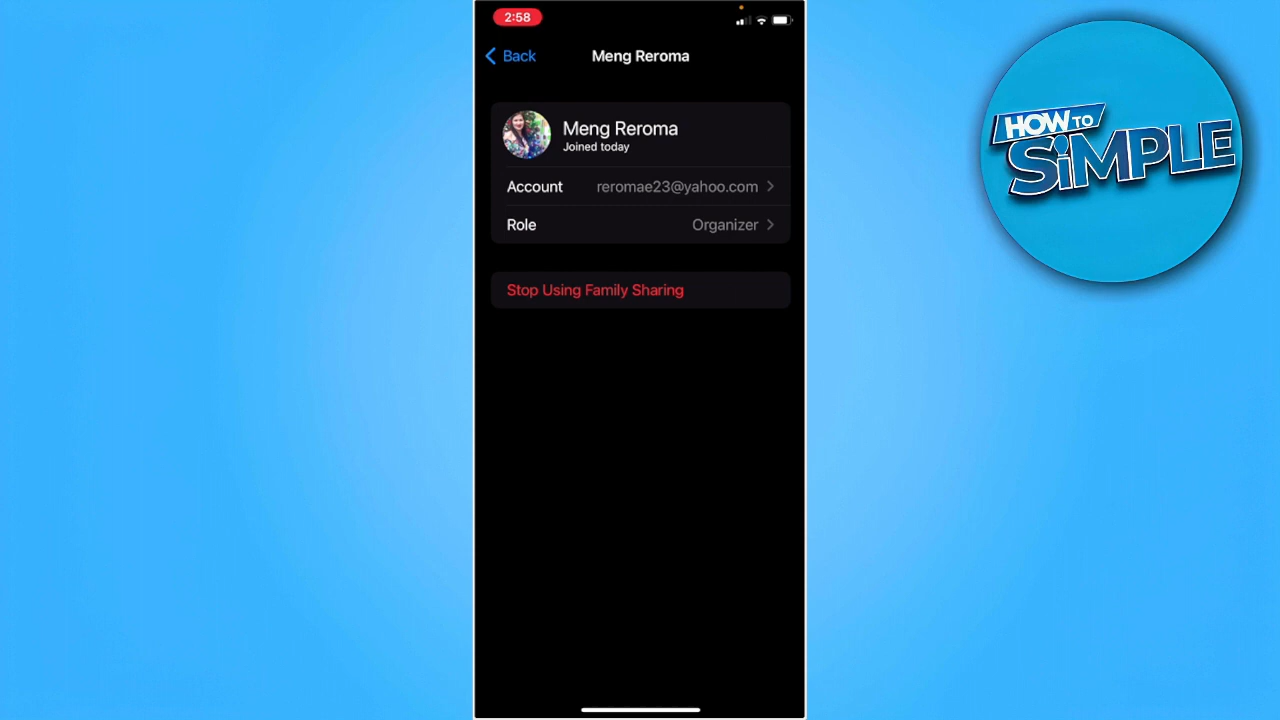 2:58
Back
Meng Reroma
Meng Reroma
Joined today
Account
reromae23@yahoo.com
Role
Organizer
Stop Using Family Sharing
HOW TO
SiMPLE